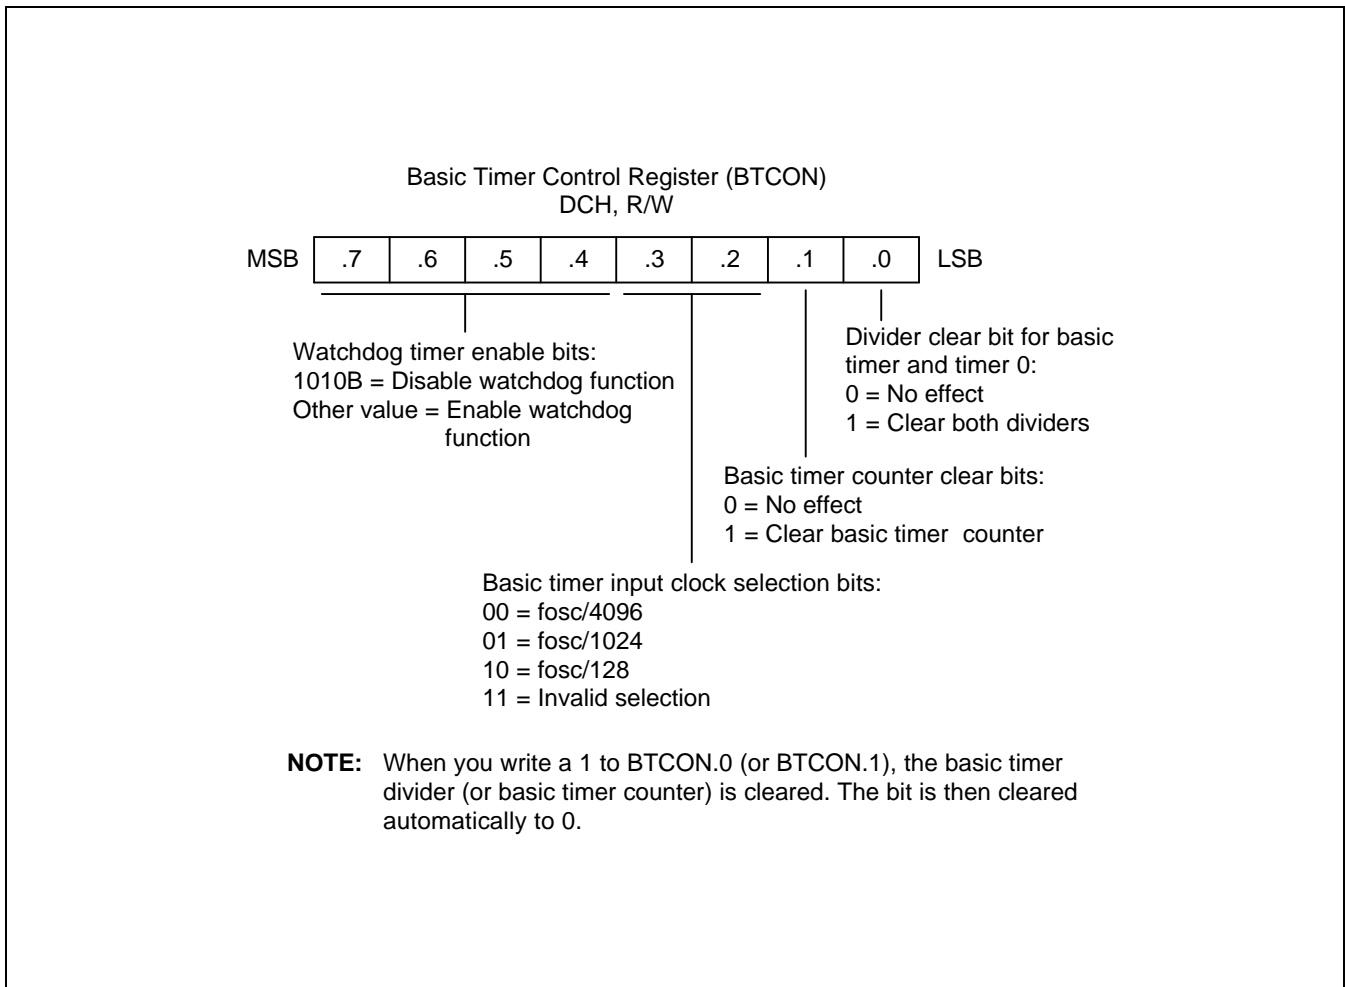 Basic Timer Control Register (BTCON)
DCH, R/W
MSB .7 .6 .5 .4 .3 .2 .1 .0 LSB
Watchdog timer enable bits:
1010B = Disable watchdog function
Other value = Enable watchdog
function
Divider clear bit for basic
timer and timer 0:
0 = No effect
1 = Clear both dividers
Basic timer counter clear bits:
0 = No effect
1 = Clear basic timer counter
Basic timer input clock selection bits:
00 = fosc/4096
01 = fosc/1024
10 = fosc/128
11 = Invalid selection
NOTE: When you write a 1 to BTCON.0 (or BTCON.1), the basic timer
divider (or basic timer counter) is cleared. The bit is then cleared
automatically to 0.